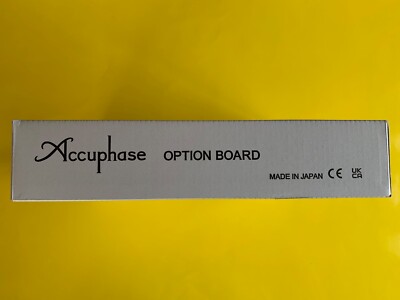 Accuphase OPTION BOARD
MADE IN JAPAN CE UK CA